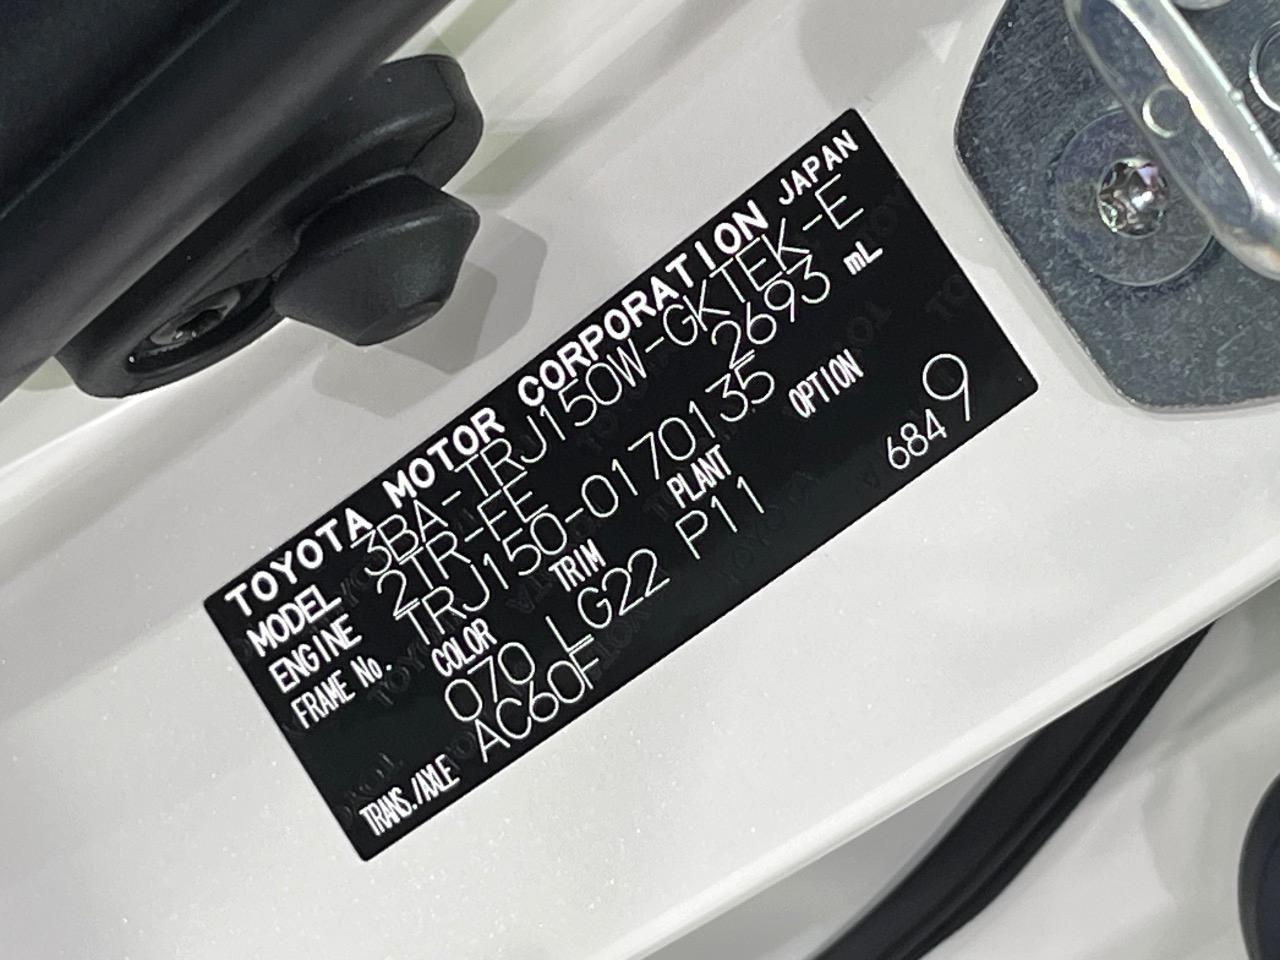 TOYOTA MOTOR CORPORATION JAPAN
MODEL 3BA-TRJ150W-GKTEK-E
ENGINE 2TR-FE 2693 mL
FRAME No. TRJ150-0170135
COLOR TRIM PLANT OPTION
070 LG22 P11 684 9
TRANS./AXLE AC60F